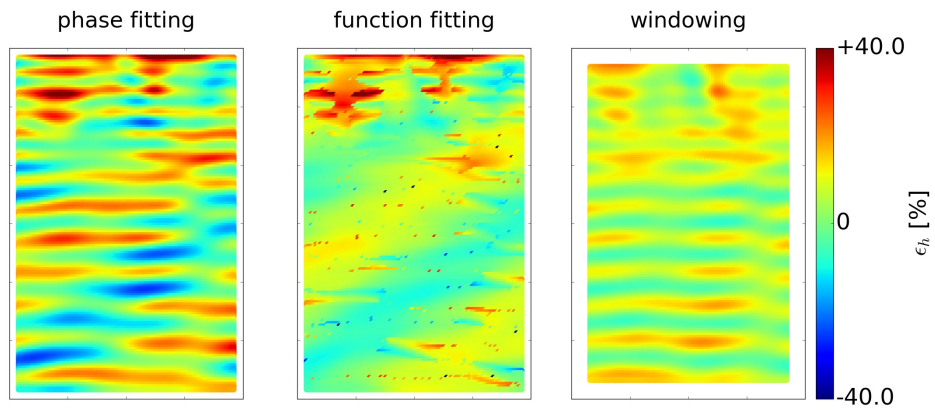 phase fitting
function fitting
windowing
+40.0
0
-40.0
ϵh [%]